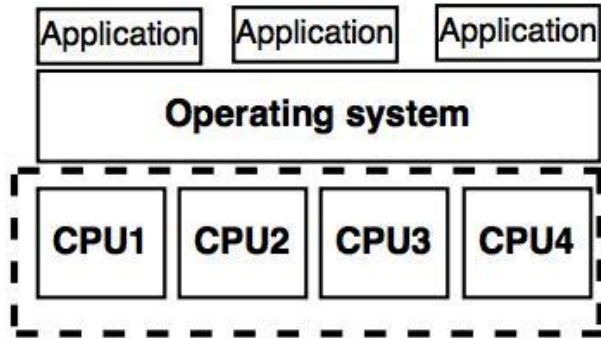 Application Application Application
Operating system
CPU1 CPU2 CPU3 CPU4